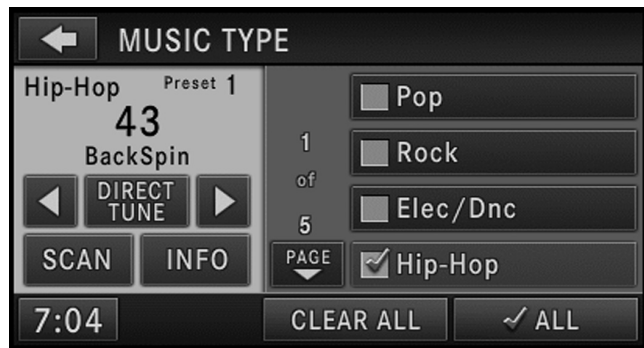 MUSIC TYPE
Hip-Hop Preset 1
43
BackSpin
DIRECT
TUNE
SCAN INFO
1
of
5
PAGE
Pop
Rock
Elec/Dnc
Hip-Hop
7:04 CLEAR ALL ALL